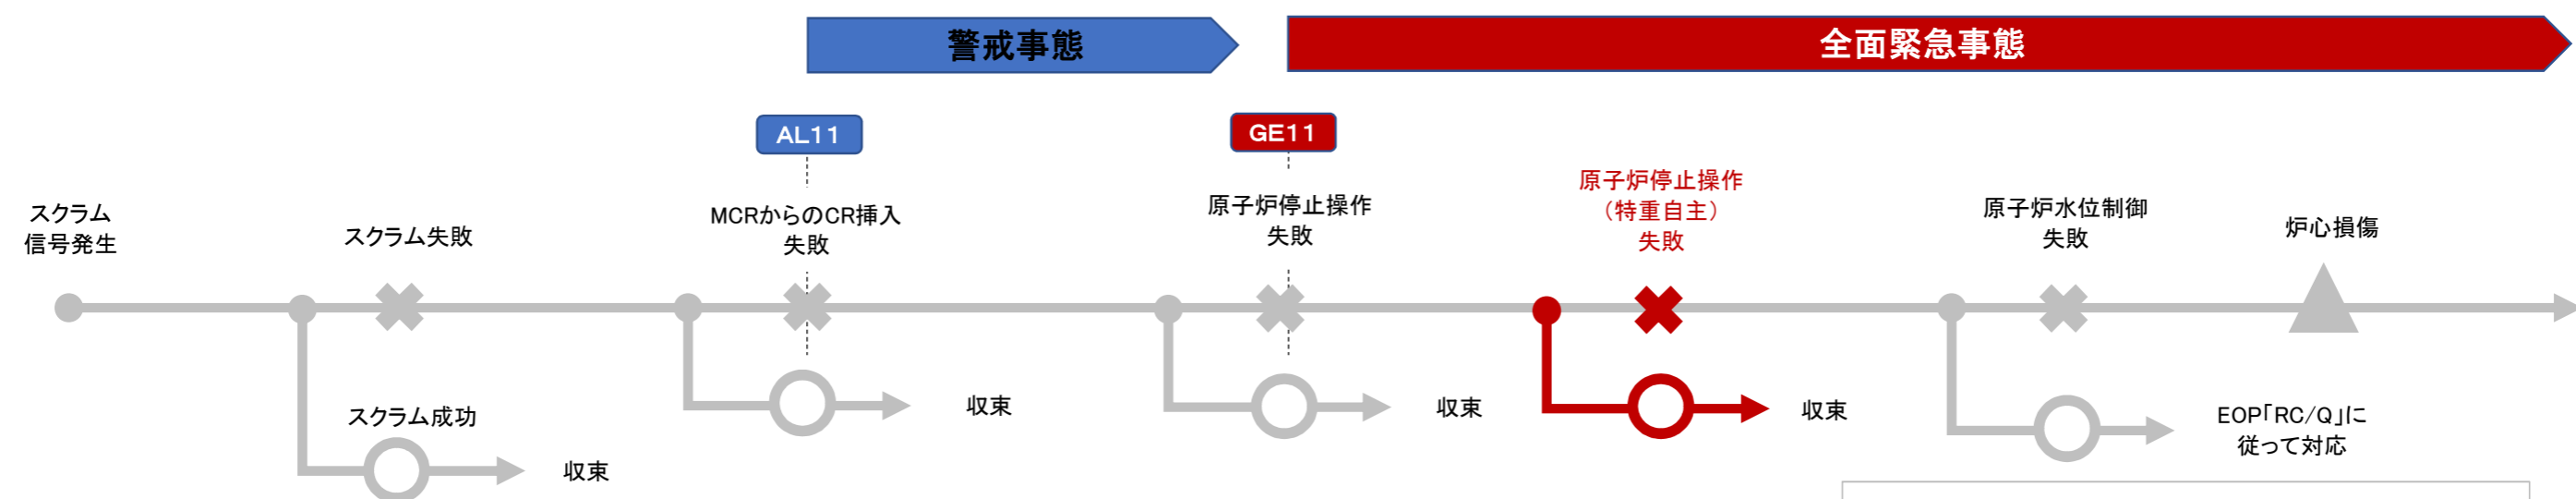 警戒事態
全面緊急事態
AL11
GE11
スクラム
信号発生
スクラム失敗
MCRからのCR挿入
失敗
原子炉停止操作
失敗
原子炉停止操作
（特重自主）
失敗
原子炉水位制御
失敗
炉心損傷
スクラム成功
収束
収束
収束
収束
EOP「RC/Q」に
従って対応